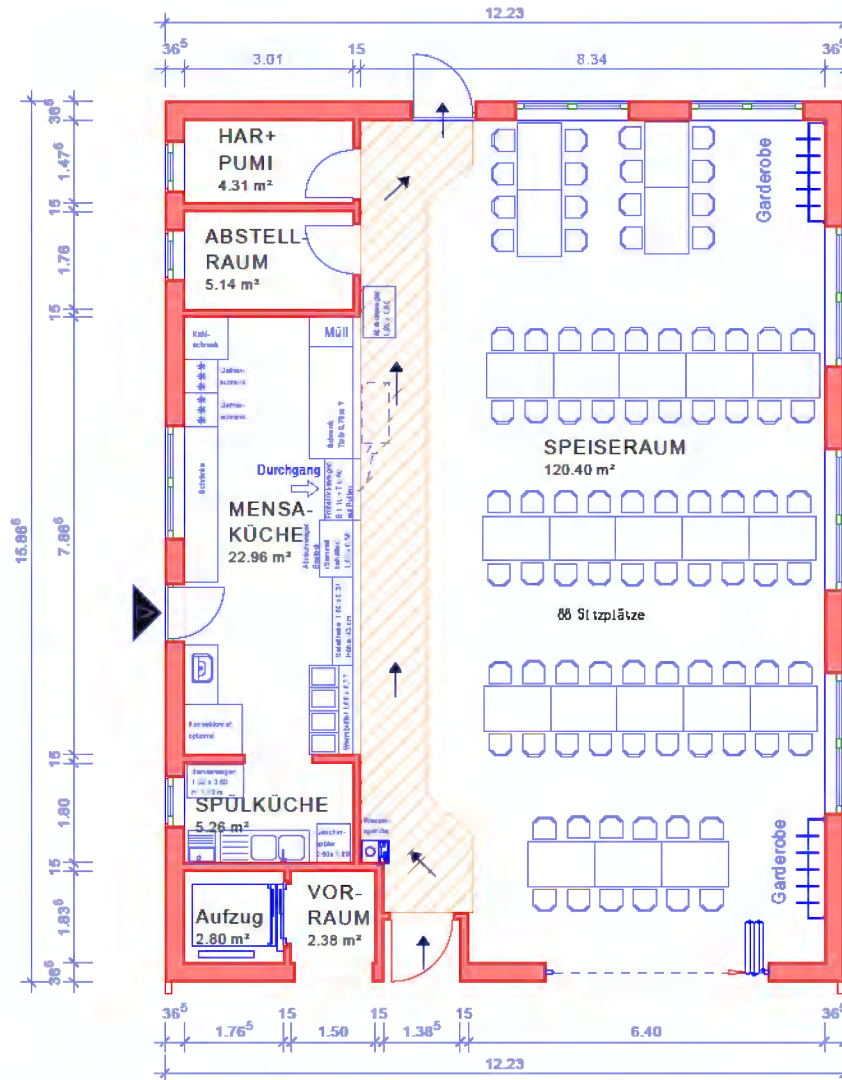 12.23
36⁵
3.01
15
8.34
36⁵
36⁵
1.47⁵
15
1.76
15
7.86⁵
15
1.80
15
1.83⁵
36⁵
15.86⁵
HAR+
PUMI
4.31 m²
ABSTELL-
RAUM
5.14 m²
Garderobe
Kühl-
schrank
Müll
Schrank
Durchgang
MENSA-
KÜCHE
22.96 m²
SPEISERAUM
120.40 m²
88 Sitzplätze
optional
SPÜLKÜCHE
5.26 m²
Aufzug
2.80 m²
VOR-
RAUM
2.38 m²
Garderobe
36⁵
1.76⁵
15
1.50
15
1.38⁵
15
6.40
36⁵
12.23